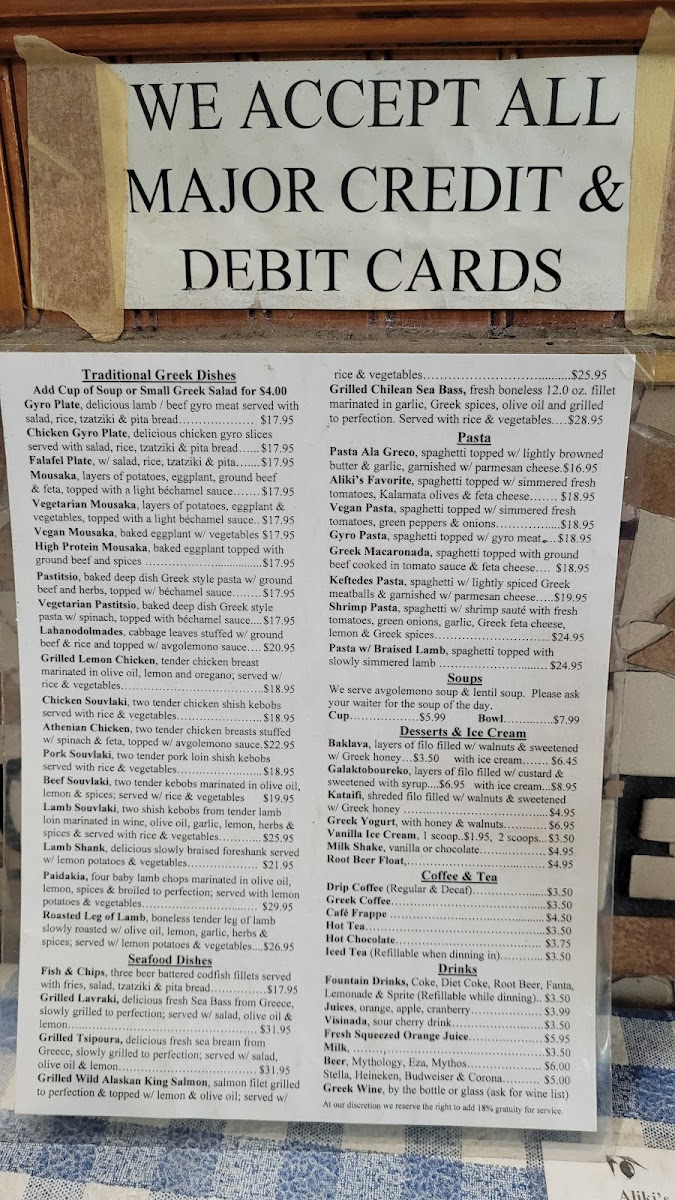 WE ACCEPT ALL
MAJOR CREDIT &
DEBIT CARDS
Traditional Greek Dishes
Add Cup of Soup or Small Greek Salad for $4.00
Gyro Plate, delicious lamb / beef gyro meat served with
salad, rice, tzatziki & pita bread.................... $17.95
Chicken Gyro Plate, delicious chicken gyro slices
served with salad, rice, tzatziki & pita bread...... $17.95
Falafel Plate, w/ salad, rice, tzatziki & pita....... $17.95
Mousaka, layers of potatoes, eggplant, ground beef
& feta, topped with a light béchamel sauce....... $17.95
Vegetarian Mousaka, layers of potatoes, eggplant &
vegetables, topped with a light béchamel sauce.. $17.95
Vegan Mousaka, baked eggplant w/ vegetables $17.95
High Protein Mousaka, baked eggplant topped with
ground beef and spices ................................$17.95
Pastitsio, baked deep dish Greek style pasta w/ ground
beef and herbs, topped w/ béchamel sauce........ $17.95
Vegetarian Pastitsio, baked deep dish Greek style
pasta w/ spinach, topped with béchamel sauce....$17.95
Lahanodolmades, cabbage leaves stuffed w/ ground
beef & rice and topped w/ avgolemono sauce.... $20.95
Grilled Lemon Chicken, tender chicken breast
marinated in olive oil, lemon and oregano; served w/
rice & vegetables.......................................$18.95
Chicken Souvlaki, two tender chicken shish kebobs
served with rice & vegetables........................$18.95
Athenian Chicken, two tender chicken breasts stuffed
w/ spinach & feta, topped w/ avgolemono sauce.$22.95
Pork Souvlaki, two tender pork loin shish kebobs
served with rice & vegetables........................$18.95
Beef Souvlaki, two tender kebobs marinated in olive oil,
lemon & spices; served w/ rice & vegetables $19.95
Lamb Souvlaki, two shish kebobs from tender lamb
loin marinated in wine, olive oil, garlic, lemon, herbs &
spices & served with rice & vegetables............$25.95
Lamb Shank, delicious slowly braised foreshank served
w/ lemon potatoes & vegetables.................... $21.95
Paidakia, four baby lamb chops marinated in olive oil,
lemon, spices & broiled to perfection; served with lemon
potatoes & vegetables................................. $29.95
Roasted Leg of Lamb, boneless tender leg of lamb
slowly roasted w/ olive oil, lemon, garlic, herbs &
spices; served w/ lemon potatoes & vegetables....$26.95
Seafood Dishes
Fish & Chips, three beer battered codfish fillets served
with fries, salad, tzatziki & pita bread...............$17.95
Grilled Lavraki, delicious fresh Sea Bass from Greece,
slowly grilled to perfection; served w/ salad, olive oil &
lemon.......................................................$31.95
Grilled Tsipoura, delicious fresh sea bream from
Greece, slowly grilled to perfection; served w/ salad,
olive oil & lemon........................................$31.95
Grilled Wild Alaskan King Salmon, salmon filet grilled
to perfection & topped w/ lemon & olive oil; served w/
rice & vegetables.......................................$25.95
Grilled Chilean Sea Bass, fresh boneless 12.0 oz. fillet
marinated in garlic, Greek spices, olive oil and grilled
to perfection. Served with rice & vegetables....$28.95
Pasta
Pasta Ala Greco, spaghetti topped w/ lightly browned
butter & garlic, garnished w/ parmesan cheese.$16.95
Aliki's Favorite, spaghetti topped w/ simmered fresh
tomatoes, Kalamata olives & feta cheese....... $18.95
Vegan Pasta, spaghetti topped w/ simmered fresh
tomatoes, green peppers & onions..................$18.95
Gyro Pasta, spaghetti topped w/ gyro meat....$18.95
Greek Macaronada, spaghetti topped with ground
beef cooked in tomato sauce & feta cheese.... $18.95
Keftedes Pasta, spaghetti w/ lightly spiced Greek
meatballs & garnished w/ parmesan cheese.....$19.95
Shrimp Pasta, spaghetti w/ shrimp sauté with fresh
tomatoes, green onions, garlic, Greek feta cheese,
lemon & Greek spices...............................$24.95
Pasta w/ Braised Lamb, spaghetti topped with
slowly simmered lamb ............................. $24.95
Soups
We serve avgolemono soup & lentil soup. Please ask
your waiter for the soup of the day.
Cup...................$5.99 Bowl..............$7.99
Desserts & Ice Cream
Baklava, layers of filo filled w/ walnuts & sweetened
w/ Greek honey...$3.50 with ice cream....... $6.45
Galaktoboureko, layers of filo filled w/ custard &
sweetened with syrup....$6.95 with ice cream...$8.95
Kataifi, shreded filo filled w/ walnuts & sweetened
w/ Greek honey .......................................$4.95
Greek Yogurt, with honey & walnuts............$6.95
Vanilla Ice Cream, 1 scoop..$1.95, 2 scoops...$3.50
Milk Shake, vanilla or chocolate..................$4.95
Root Beer Float,......................................$4.95
Coffee & Tea
Drip Coffee (Regular & Decaf)....................$3.50
Greek Coffee..........................................$3.50
Café Frappe ..........................................$4.50
Hot Tea.................................................$3.50
Hot Chocolate.........................................$3.75
Iced Tea (Refillable when dinning in)............$3.50
Drinks
Fountain Drinks, Coke, Diet Coke, Root Beer, Fanta,
Lemonade & Sprite (Refillable while dinning).. $3.50
Juices, orange, apple, cranberry....................$3.99
Visinada, sour cherry drink.........................$3.50
Fresh Squeezed Orange Juice......................$5.95
Milk,....................................................$3.50
Beer, Mythology, Eza, Mythos.....................$6.00
Stella, Heineken, Budweiser & Corona.......... $5.00
Greek Wine, by the bottle or glass (ask for wine list)
At our discretion we reserve the right to add 18% gratuity for service.
Aliki's